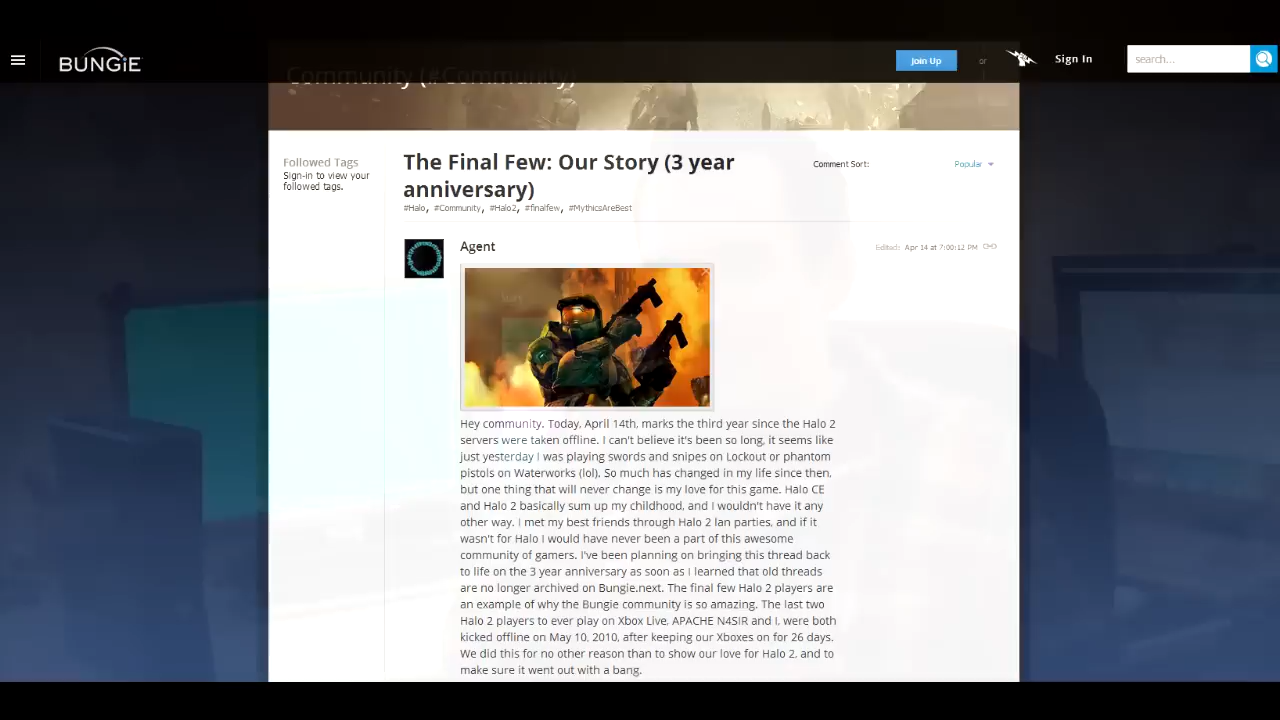 BUNGiE
Join Up
or
Sign In
search...
Community (#Community)
Followed Tags
Sign-in to view your
followed tags.
The Final Few: Our Story (3 year
anniversary)
#Halo, #Community, #Halo2, #finalfew, #MythicsAreBest
Comment Sort:
Popular
Agent
Edited: Apr 14 at 7:00:12 PM
Hey community. Today, April 14th, marks the third year since the Halo 2
servers were taken offline. I can't believe it's been so long, it seems like
just yesterday I was playing swords and snipes on Lockout or phantom
pistols on Waterworks (lol). So much has changed in my life since then,
but one thing that will never change is my love for this game. Halo CE
and Halo 2 basically sum up my childhood, and I wouldn't have it any
other way. I met my best friends through Halo 2 lan parties, and if it
wasn't for Halo I would have never been a part of this awesome
community of gamers. I've been planning on bringing this thread back
to life on the 3 year anniversary as soon as I learned that old threads
are no longer archived on Bungie.next. The final few Halo 2 players are
an example of why the Bungie community is so amazing. The last two
Halo 2 players to ever play on Xbox Live, APACHE N4SIR and I, were both
kicked offline on May 10, 2010, after keeping our Xboxes on for 26 days.
We did this for no other reason than to show our love for Halo 2, and to
make sure it went out with a bang.